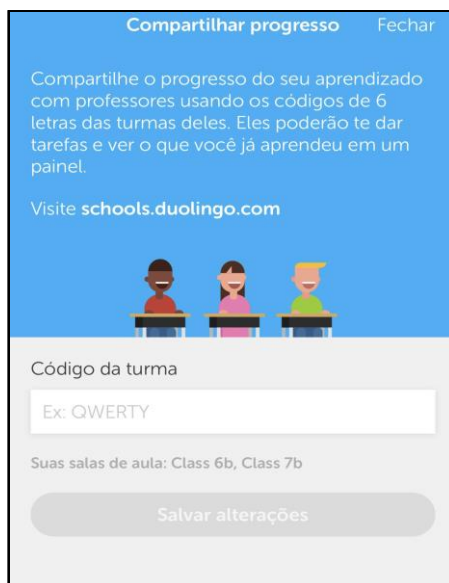 Compartilhar progresso Fechar
Compartilhe o progresso do seu aprendizado
com professores usando os códigos de 6
letras das turmas deles. Eles poderão te dar
tarefas e ver o que você já aprendeu em um
painel.
Visite schools.duolingo.com
Código da turma
Ex: QWERTY
Suas salas de aula: Class 6b, Class 7b
Salvar alterações